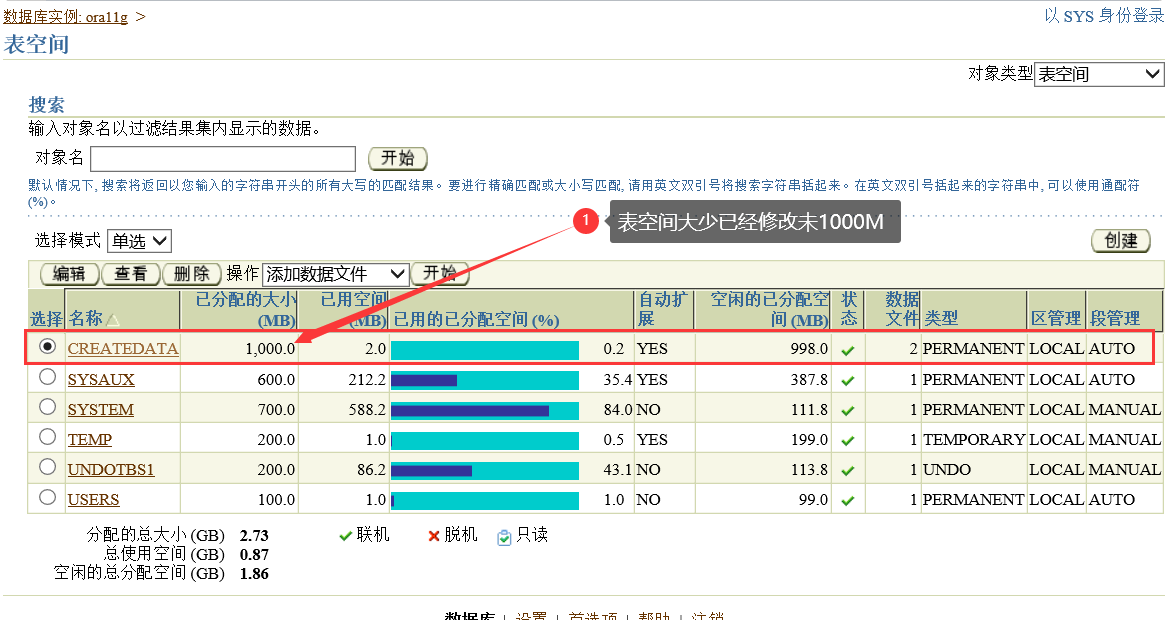 数据库实例: ora11g >
以 SYS 身份登录
表空间
对象类型 表空间
搜索
输入对象名以过滤结果集内显示的数据。
对象名
开始
默认情况下, 搜索将返回以您输入的字符串开头的所有大写的匹配结果。要进行精确匹配或大小写匹配, 请用英文双引号将搜索字符串括起来。在英文双引号括起来的字符串中, 可以使用通配符
(%)。
1 表空间大少已经修改未1000M
选择模式 单选
创建
编辑 查看 删除 操作 添加数据文件 开始
选择 名称 已分配的大小 (MB) 已用空间 (MB) 已用的已分配空间 (%) 自动扩展 空闲的已分配空间 (MB) 状态 数据文件 类型 区管理 段管理
CREATEDATA 1,000.0 2.0 0.2 YES 998.0 2 PERMANENT LOCAL AUTO
SYSAUX 600.0 212.2 35.4 YES 387.8 1 PERMANENT LOCAL AUTO
SYSTEM 700.0 588.2 84.0 NO 111.8 1 PERMANENT LOCAL MANUAL
TEMP 200.0 1.0 0.5 YES 199.0 1 TEMPORARY LOCAL MANUAL
UNDOTBS1 200.0 86.2 43.1 NO 113.8 1 UNDO LOCAL MANUAL
USERS 100.0 1.0 1.0 NO 99.0 1 PERMANENT LOCAL AUTO
分配的总大小 (GB) 2.73
联机 脱机 只读
总使用空间 (GB) 0.87
空闲的总分配空间 (GB) 1.86
数据库 | 设置 | 首选项 | 帮助 | 注销